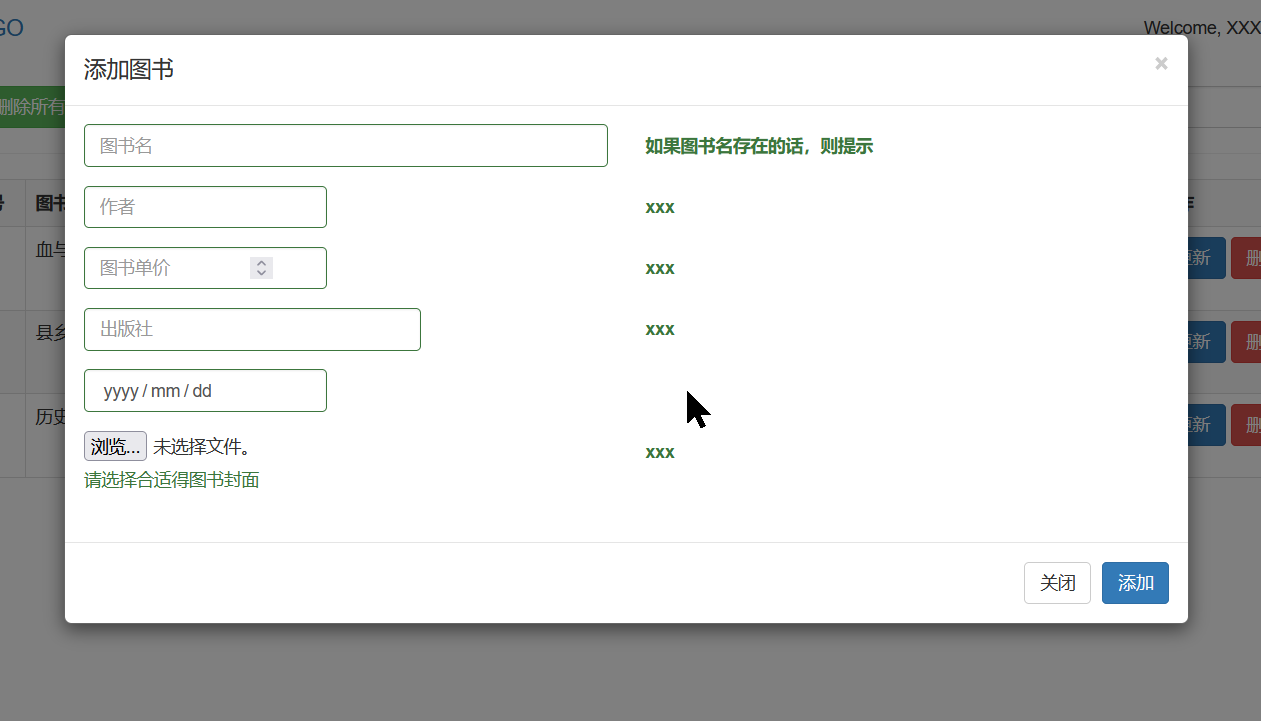 GO
Welcome, XXX
添加图书
×
删除所有
图书名
如果图书名存在的话，则提示
作者
xxx
图书
图书单价
xxx
血与
更新
删
出版社
xxx
县乡
更新
删
yyyy / mm / dd
历史
更新
删
浏览... 未选择文件。
xxx
请选择合适得图书封面
关闭
添加